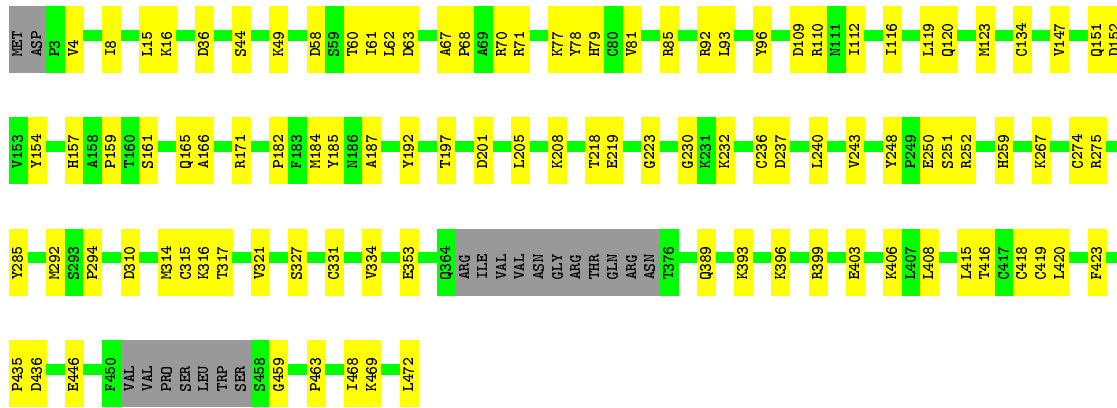 MET ASP P3 V4 I8 L15 K16 D36 S44 K49 D58 S59 T60 I61 L62 D63 A67 P68 A69 R70 R71 K77 Y78 H79 C80 V81 R85 R92 L93 Y96 D109 R110 N111 I112 I116 L119 Q120 M123 C134 V147 Q151 D152
V153 Y154 H157 A158 P159 T160 S161 Q165 A166 R171 P182 F183 M184 Y185 N186 A187 Y192 T197 D201 L205 K208 T218 E219 G223 G230 K231 K232 C236 D237 L240 V243 Y248 P249 E250 S251 R252 H259 K267 C274 R275
Y285 M292 S293 P294 D310 M314 C315 K316 T317 V321 S327 G331 V334 E353 Q364 ARG ILE VAL VAL ASN GLY ARG THR GLN ARG ASN T376 Q389 K393 K396 R399 E403 K406 L407 L408 L415 T416 C417 C418 C419 L420 F423
P435 D436 E446 F450 VAL VAL PRO SER LEU TRP SER S458 G459 P463 I468 K469 L472